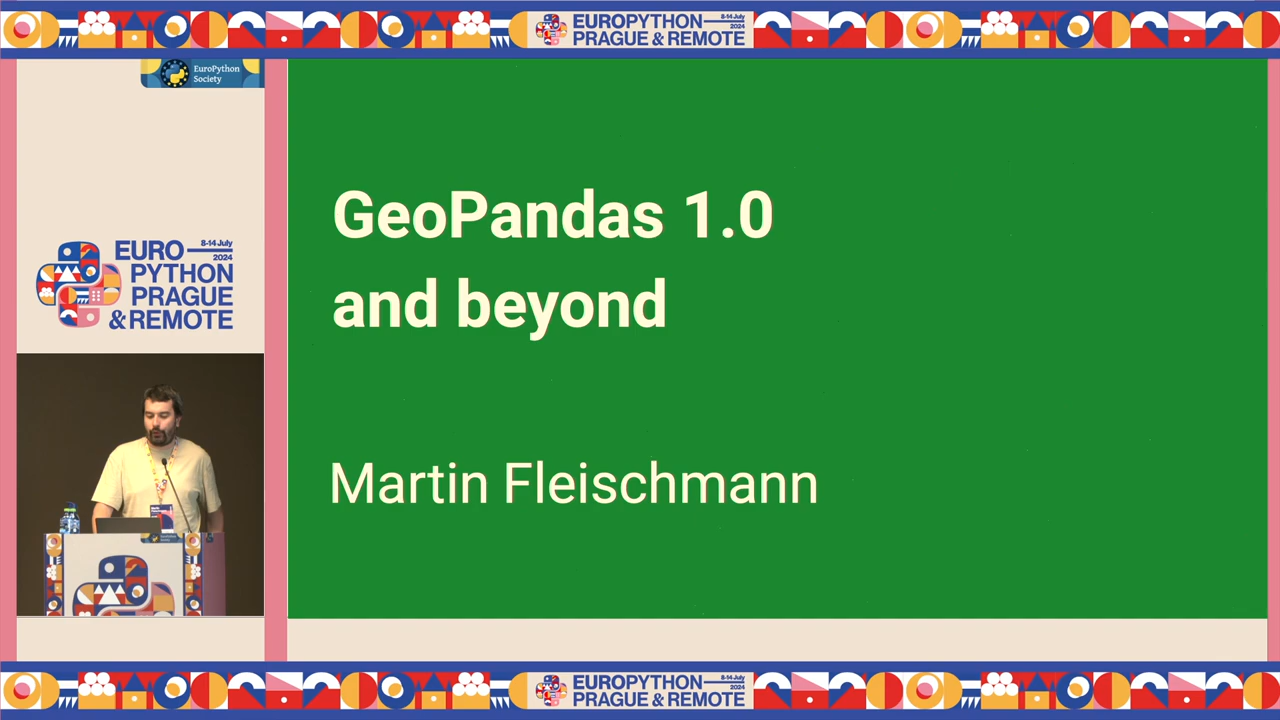 EUROPYTHON
8-14 July
2024
PRAGUE & REMOTE
EuroPython
Society
EURO
8-14 July
2024
PYTHON
PRAGUE
& REMOTE
GeoPandas 1.0
and beyond
Martin Fleischmann
EUROPYTHON
8-14 July
2024
PRAGUE & REMOTE